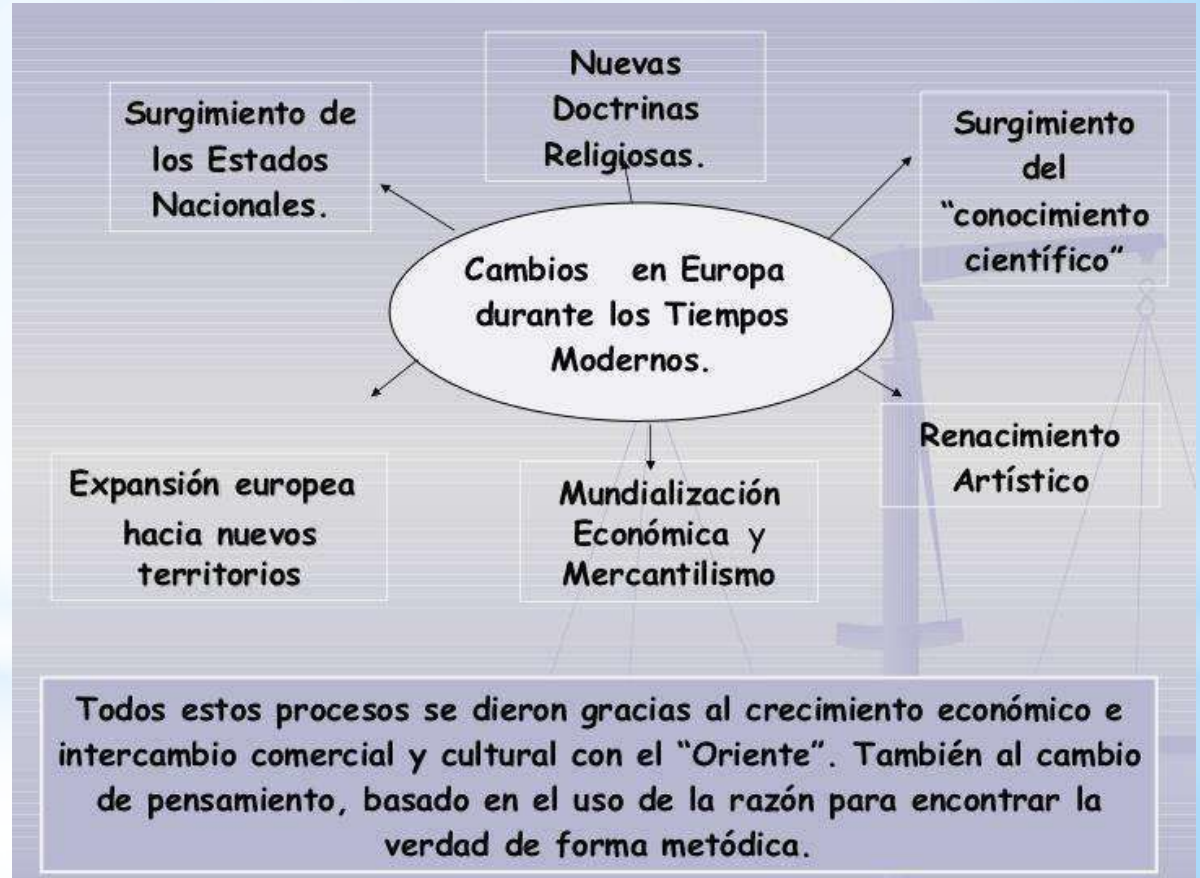 Nuevas
Doctrinas
Religiosas.
Surgimiento de
los Estados
Nacionales.
Surgimiento
del
“conocimiento
científico”
Cambios en Europa
durante los Tiempos
Modernos.
Renacimiento
Artístico
Expansión europea
hacia nuevos
territorios
Mundialización
Económica y
Mercantilismo
Todos estos procesos se dieron gracias al crecimiento económico e
intercambio comercial y cultural con el “Oriente”. También al cambio
de pensamiento, basado en el uso de la razón para encontrar la
verdad de forma metódica.